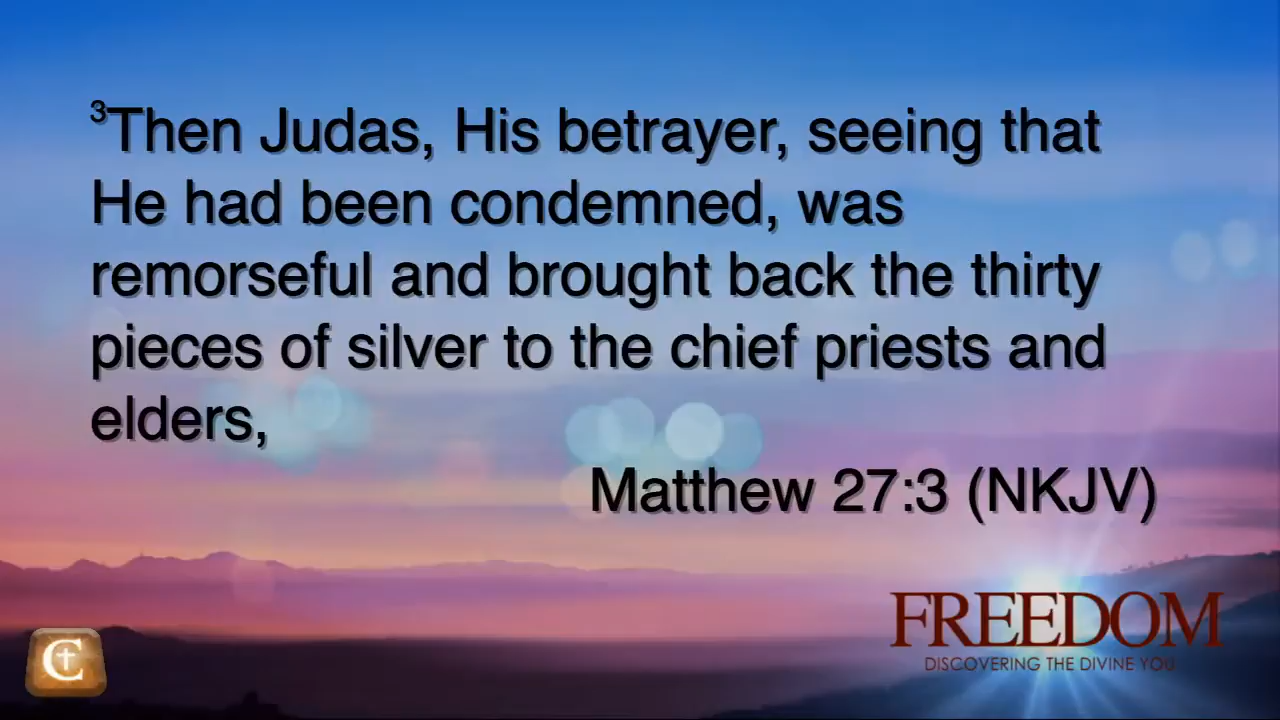 ³Then Judas, His betrayer, seeing that
He had been condemned, was
remorseful and brought back the thirty
pieces of silver to the chief priests and
elders,
Matthew 27:3 (NKJV)
FREEDOM
DISCOVERING THE DIVINE YOU
C